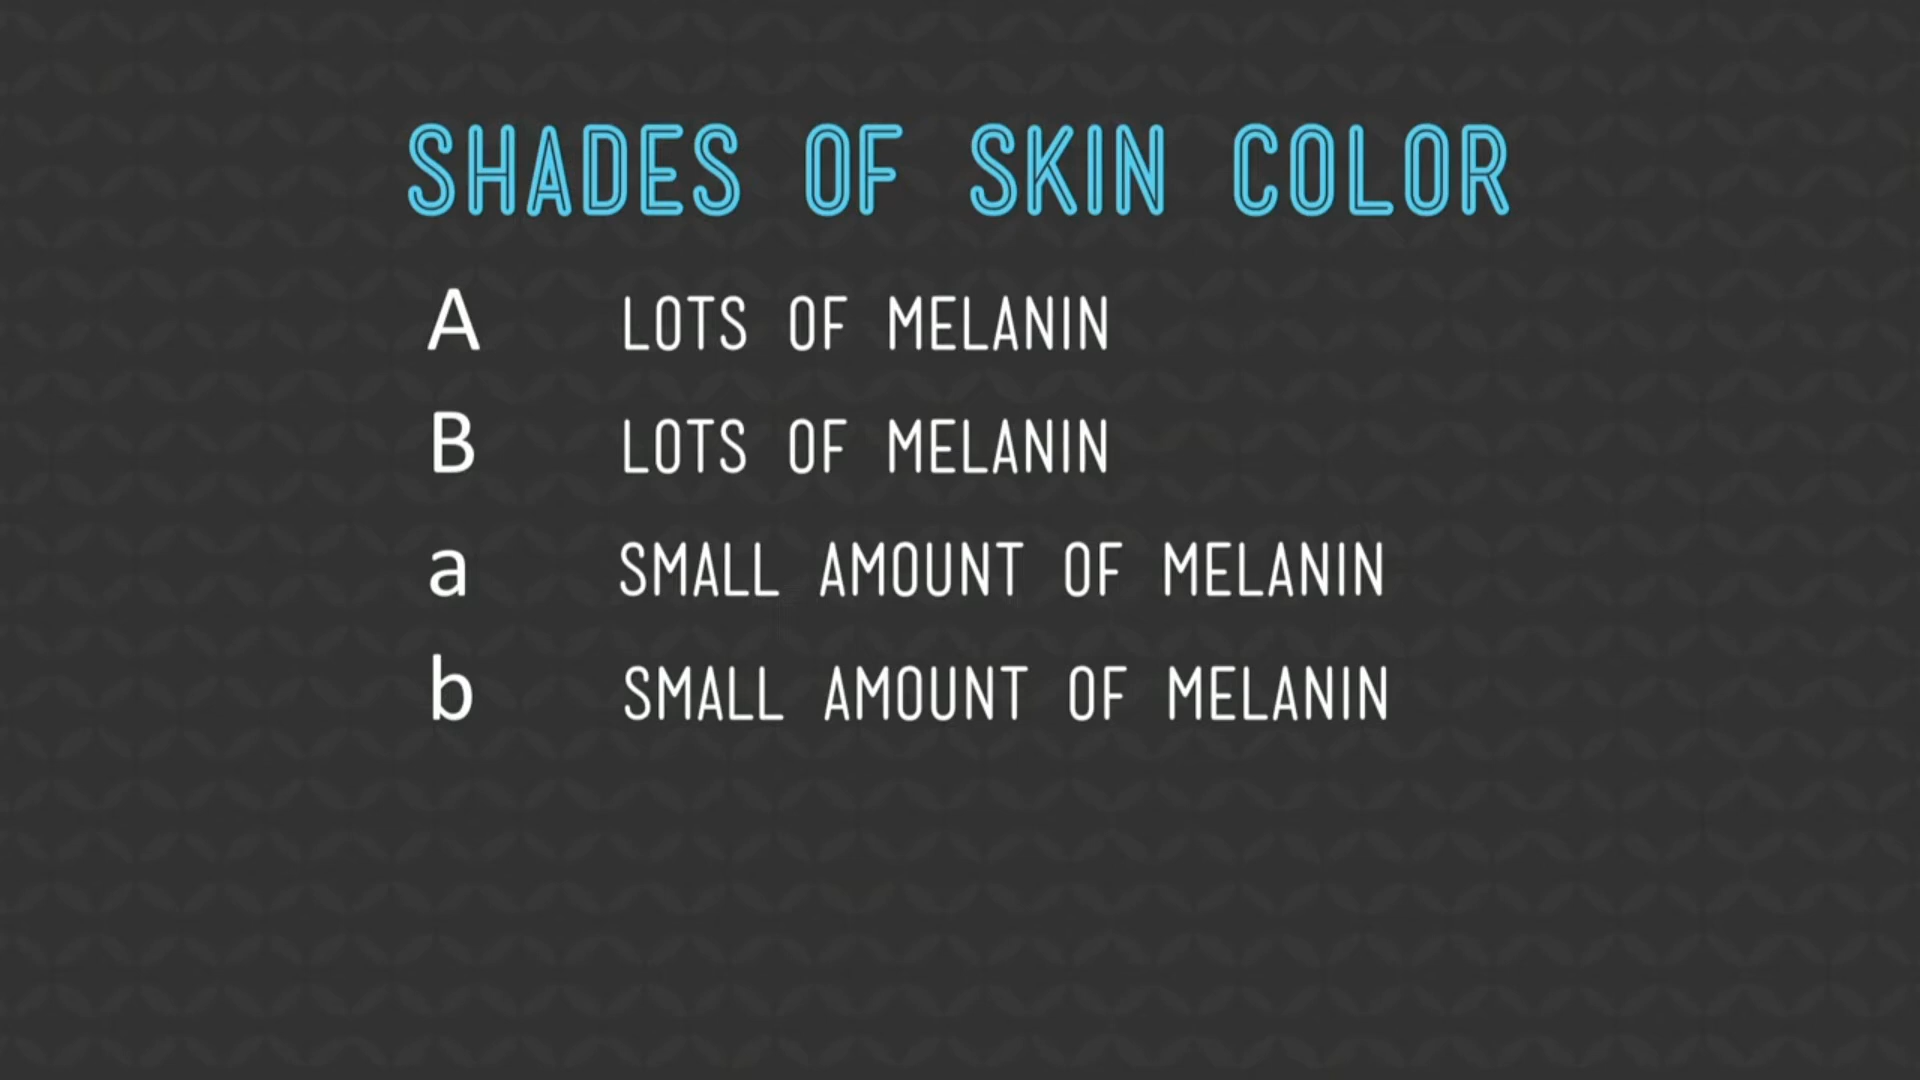 SHADES OF SKIN COLOR
A LOTS OF MELANIN
B LOTS OF MELANIN
a SMALL AMOUNT OF MELANIN
b SMALL AMOUNT OF MELANIN